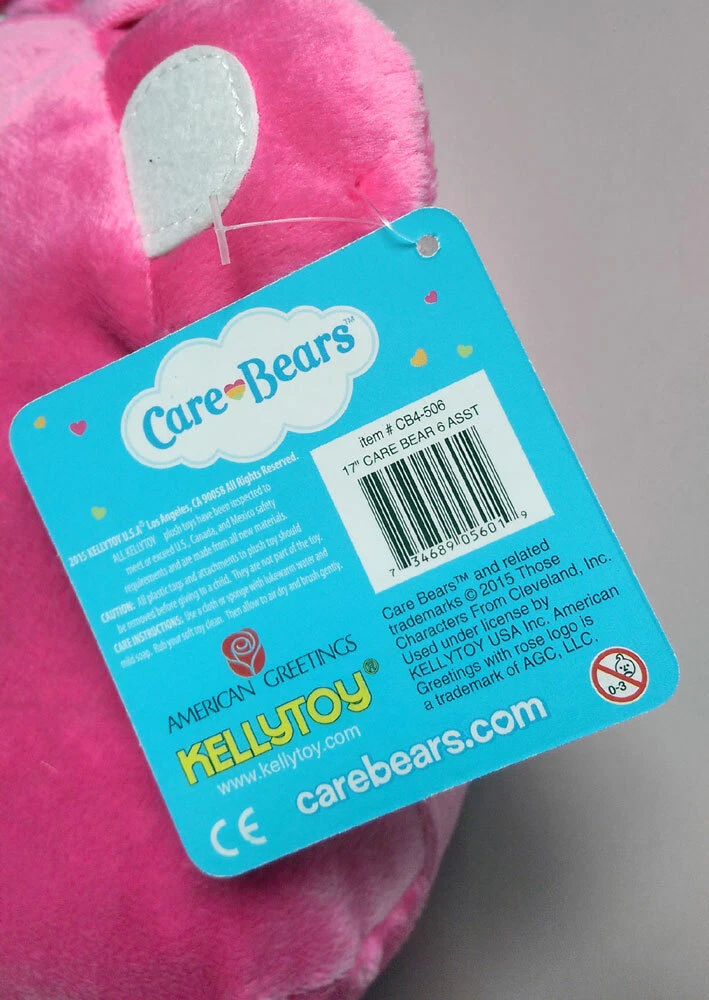 Care Bears™
item # CB4-506
17" CARE BEAR 6 ASST
7 34689 05601 9
2015 KELLYTOY U.S.A® Los Angeles, CA 90058 All Rights Reserved.
ALL KELLYTOY plush toys have been inspected to
meet or exceed U.S., Canada, and Mexico safety
requirements and are made from all new materials.
CAUTION: All plastic tags and attachments to plush toy should
be removed before giving to a child. They are not part of the toy.
CARE INSTRUCTIONS: Use a cloth or sponge with lukewarm water and
mild soap. Rub your soft toy clean. Then allow to air dry and brush gently.
Care Bears™ and related
trademarks © 2015 Those
Characters From Cleveland, Inc.
Used under license by
KELLYTOY USA Inc. American
Greetings with rose logo is
a trademark of AGC, LLC.
0-3
AMERICAN GREETINGS
KELLYTOY®
www.kellytoy.com
carebears.com
CE